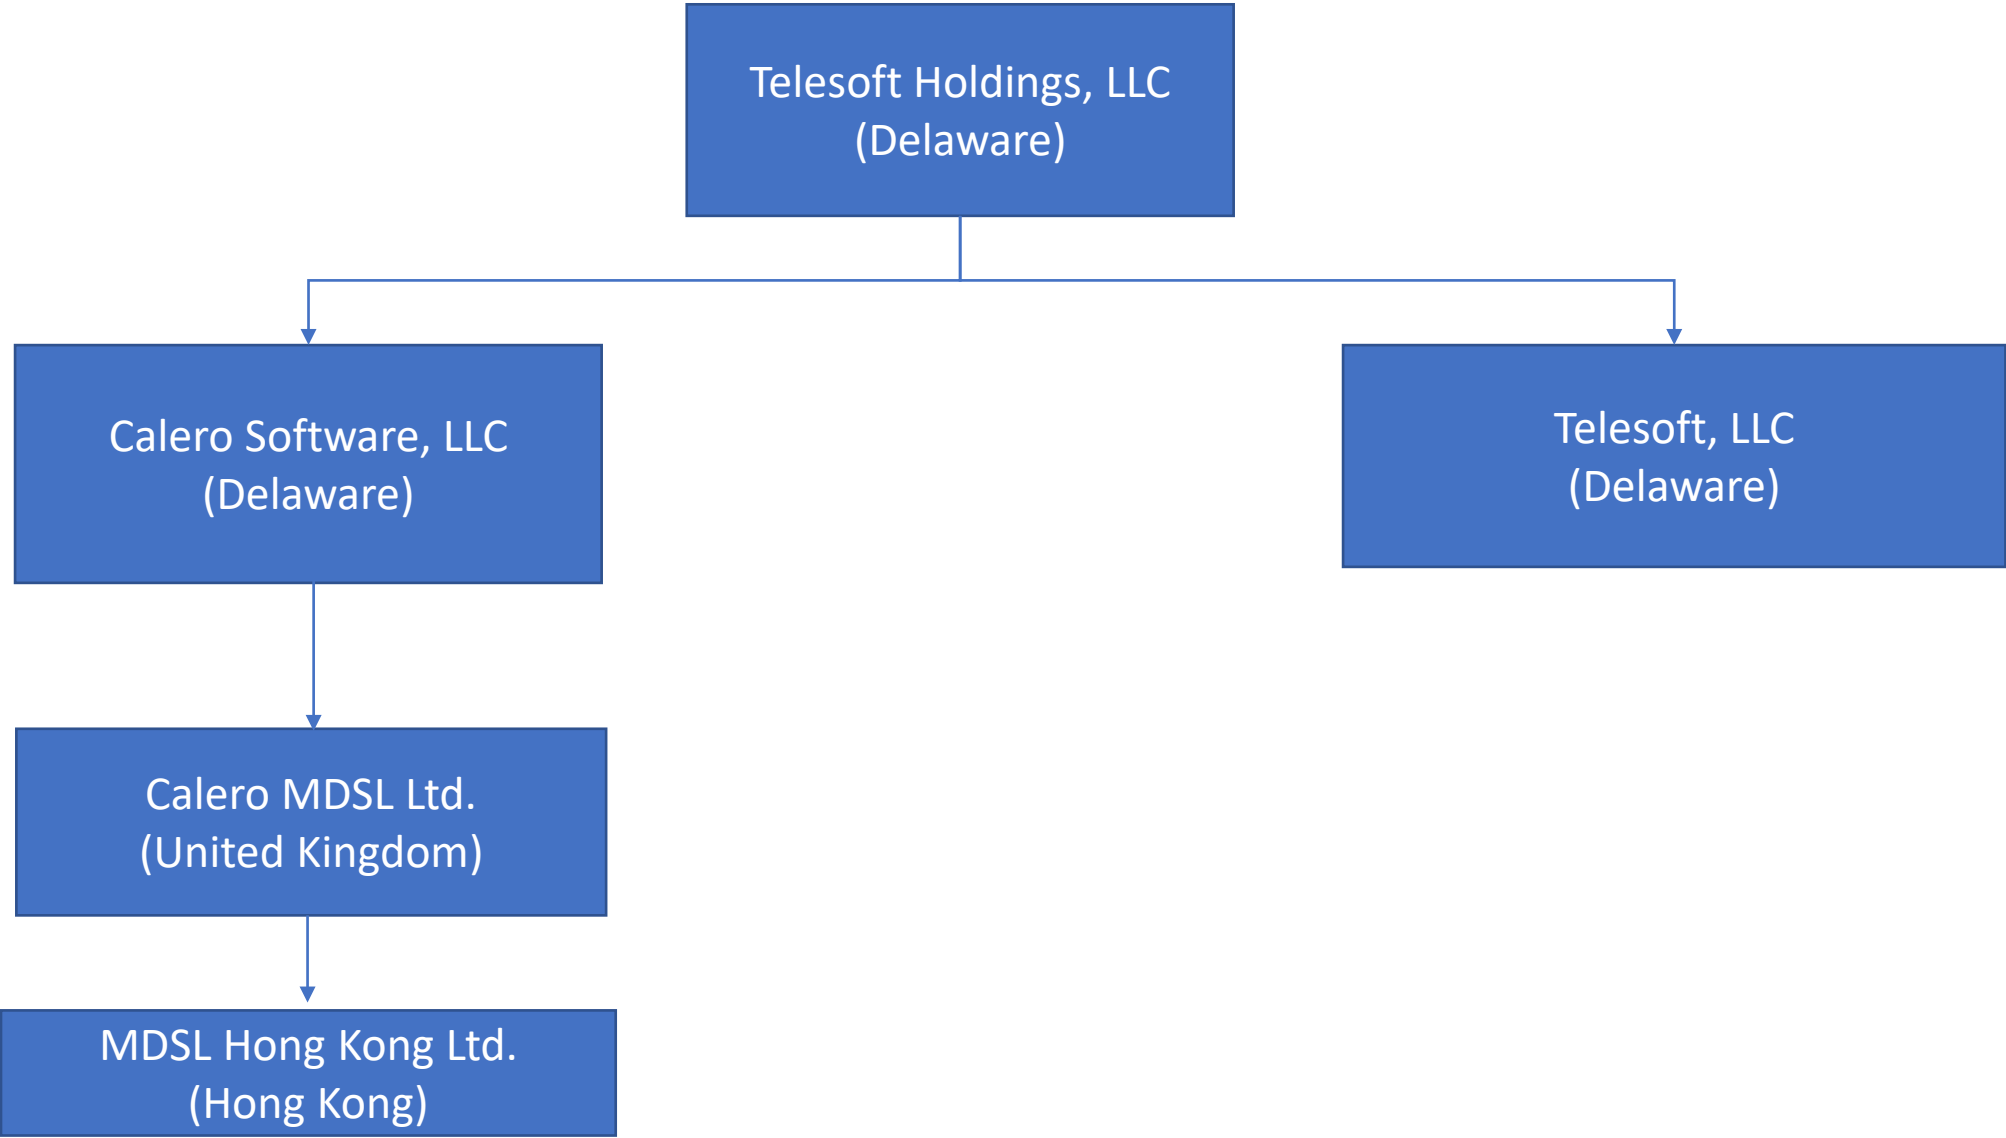 Telesoft Holdings, LLC
(Delaware)
Calero Software, LLC
(Delaware)
Telesoft, LLC
(Delaware)
Calero MDSL Ltd.
(United Kingdom)
MDSL Hong Kong Ltd.
(Hong Kong)